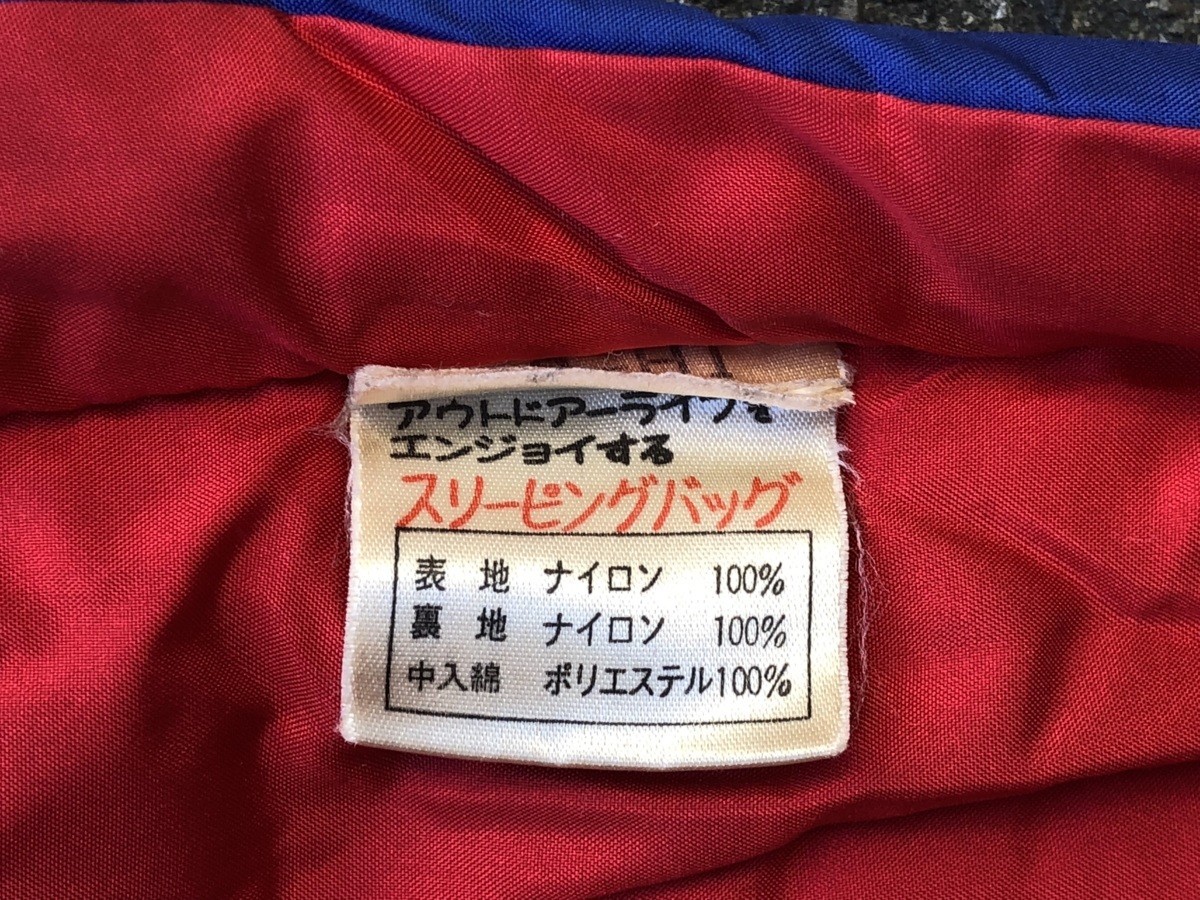 アウトドアーライフを
エンジョイする
スリーピングバッグ
表地 ナイロン 100%
裏地 ナイロン 100%
中入綿 ポリエステル100%